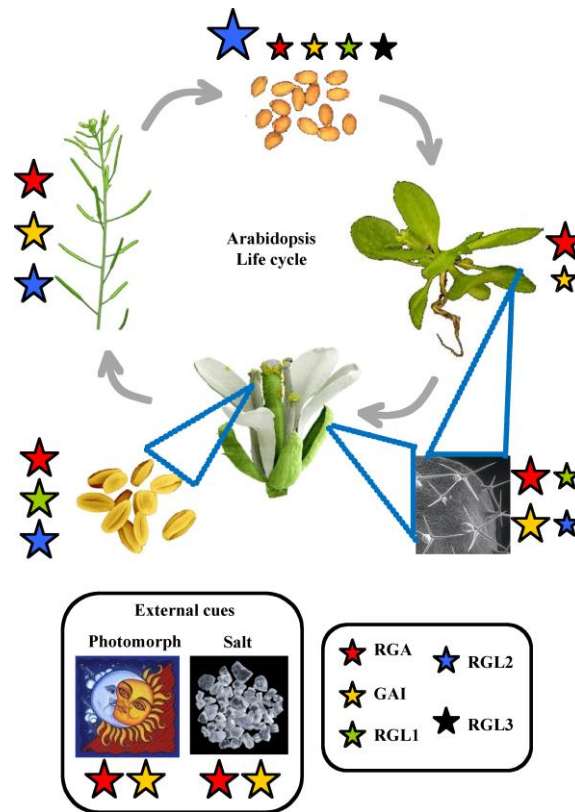 Arabidopsis
Life cycle
External cues
Photomorph
Salt
RGA
GAI
RGL1
RGL2
RGL3